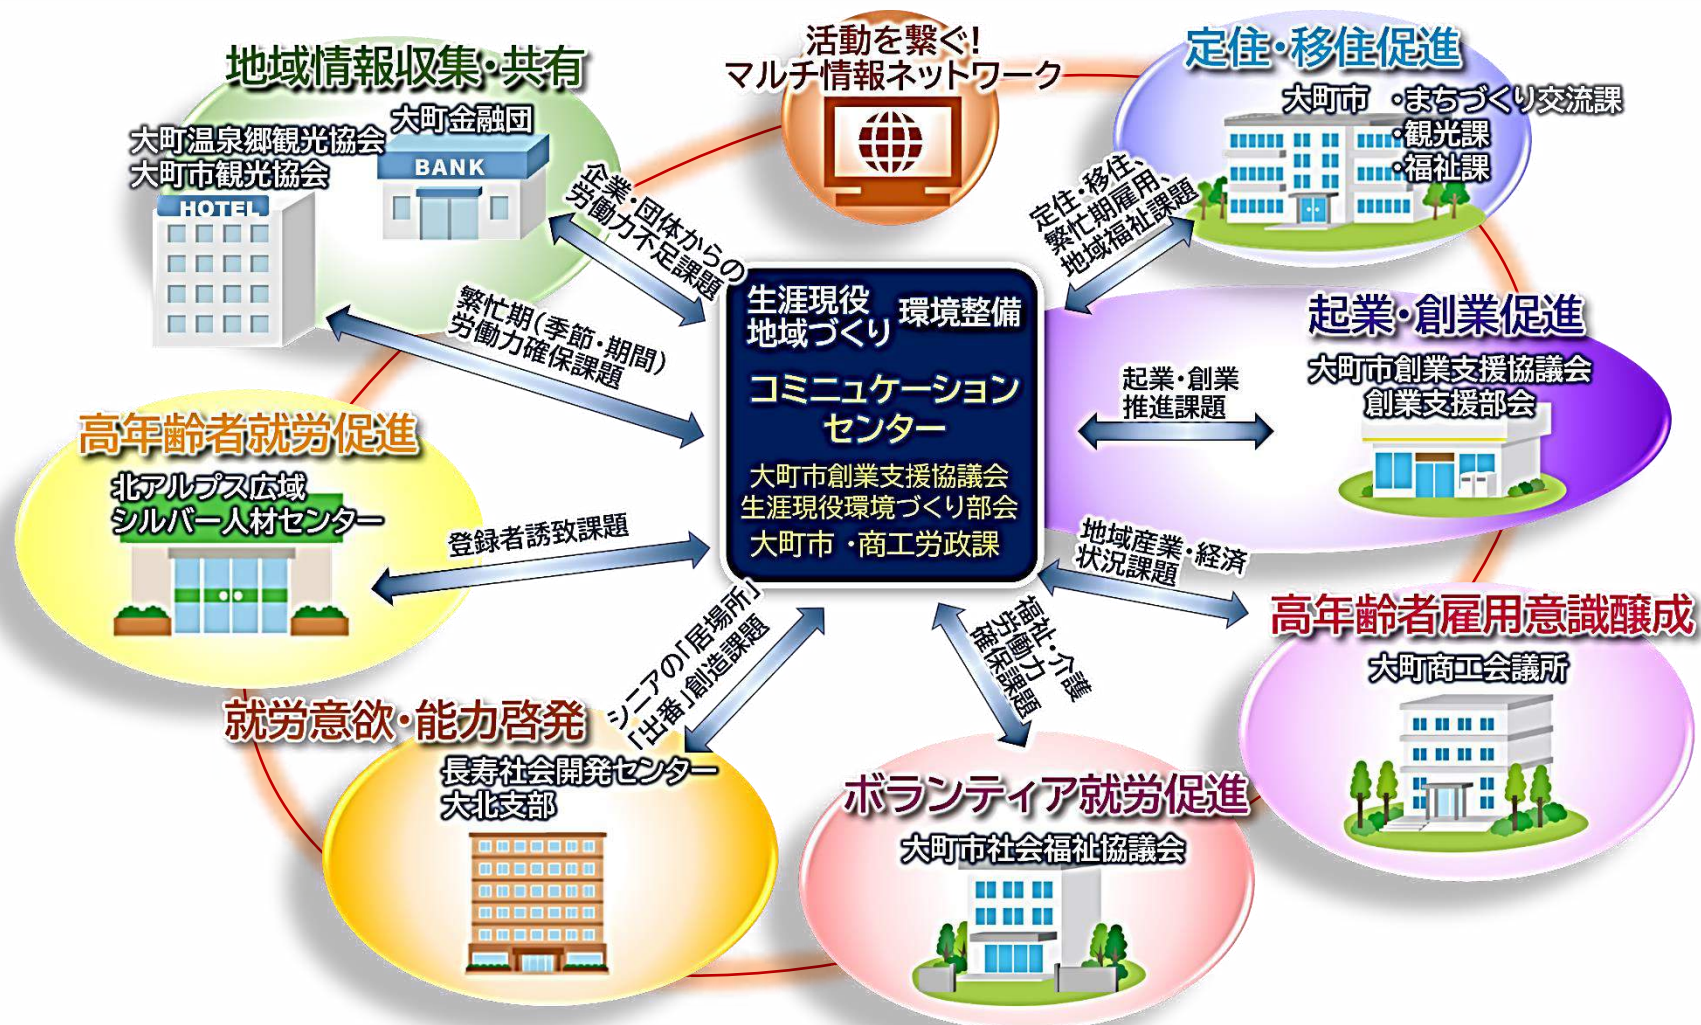 活動を繋ぐ!
マルチ情報ネットワーク
地域情報収集・共有
大町金融団
大町温泉郷観光協会
大町市観光協会
BANK
HOTEL
定住・移住促進
大町市 ・まちづくり交流課
・観光課
・福祉課
企業・団体からの
労働力不足課題
定住・移住、
繁忙期雇用、
地域福祉課題
繁忙期(季節・期間)
労働力確保課題
生涯現役
地域づくり
環境整備
コミニュケーション
センター
大町市創業支援協議会
生涯現役環境づくり部会
大町市 ・商工労政課
起業・創業促進
大町市創業支援協議会
創業支援部会
起業・創業
推進課題
高年齢者就労促進
北アルプス広域
シルバー人材センター
登録者誘致課題
地域産業・経済
状況課題
高年齢者雇用意識醸成
大町商工会議所
シニアの「居場所」
「出番」創造課題
福祉・介護
労働力
確保課題
就労意欲・能力啓発
長寿社会開発センター
大北支部
ボランティア就労促進
大町市社会福祉協議会